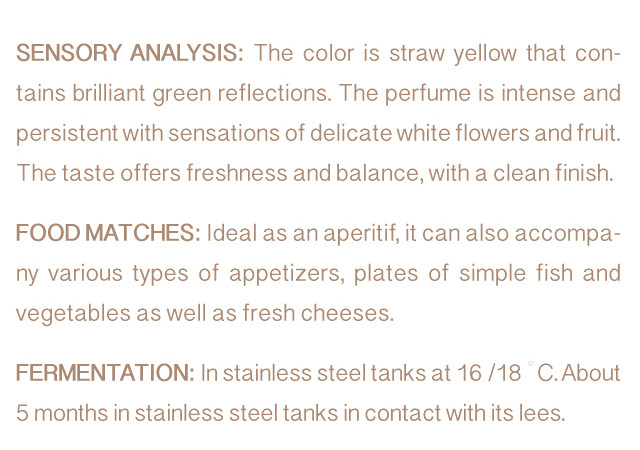 SENSORY ANALYSIS: The color is straw yellow that con-
tains brilliant green reflections. The perfume is intense and
persistent with sensations of delicate white flowers and fruit.
The taste offers freshness and balance, with a clean finish.
FOOD MATCHES: Ideal as an aperitif, it can also accompa-
ny various types of appetizers, plates of simple fish and
vegetables as well as fresh cheeses.
FERMENTATION: In stainless steel tanks at 16 /18 ° C. About
5 months in stainless steel tanks in contact with its lees.